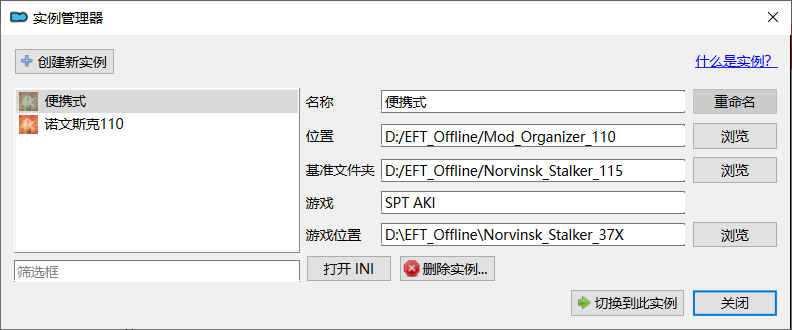 实例管理器
创建新实例
什么是实例?
便携式
诺文斯克110
名称
便携式
重命名
位置
D:/EFT_Offline/Mod_Organizer_110
浏览
基准文件夹
D:/EFT_Offline/Norvinsk_Stalker_115
浏览
游戏
SPT AKI
游戏位置
D:\EFT_Offline\Norvinsk_Stalker_37X
浏览
筛选框
打开 INI
删除实例...
切换到此实例
关闭